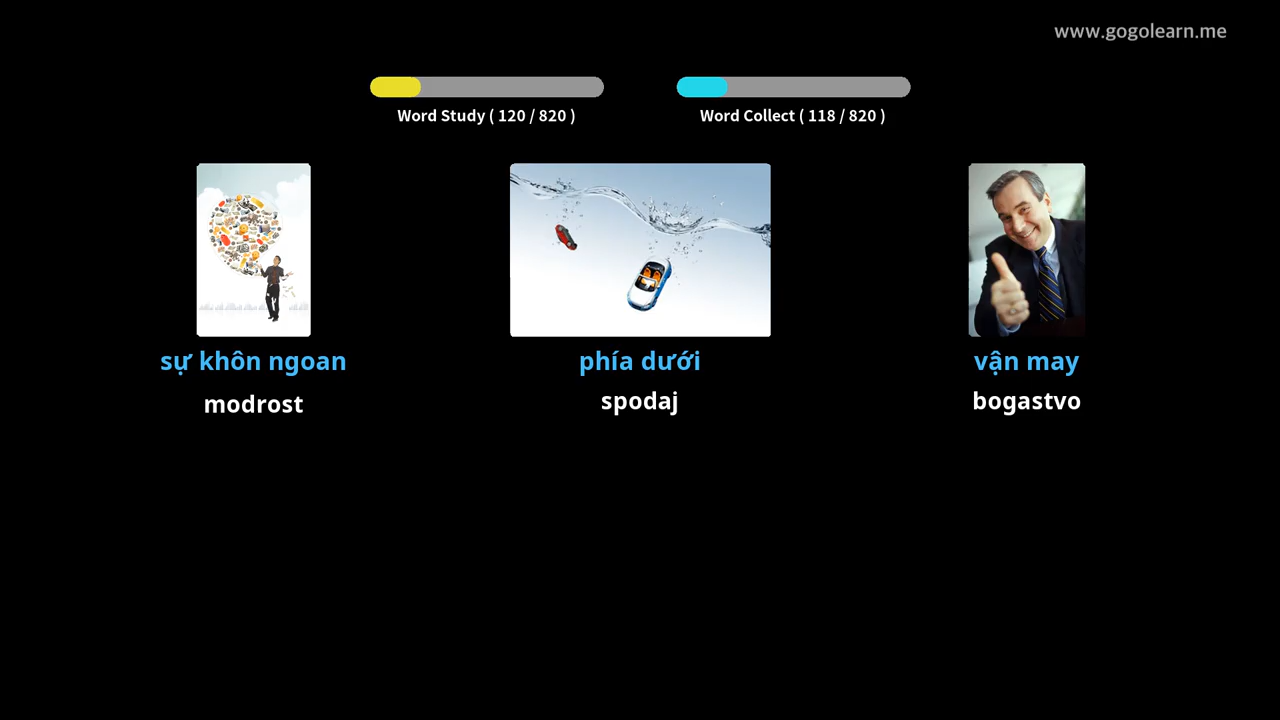 www.gogolearn.me
Word Study ( 120 / 820 )
Word Collect ( 118 / 820 )
sự khôn ngoan
phía dưới
vận may
modrost
spodaj
bogastvo